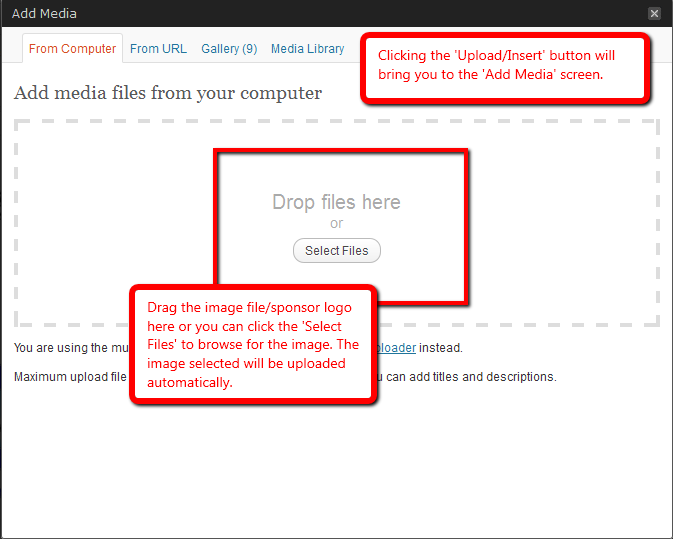 Add Media
From Computer From URL Gallery (9) Media Library
Clicking the 'Upload/Insert' button will
bring you to the 'Add Media' screen.
Add media files from your computer
Drop files here
or
Select Files
Drag the image file/sponsor logo
here or you can click the 'Select
Files' to browse for the image. The
image selected will be uploaded
automatically.
You are using the mu ploader instead.
Maximum upload file u can add titles and descriptions.